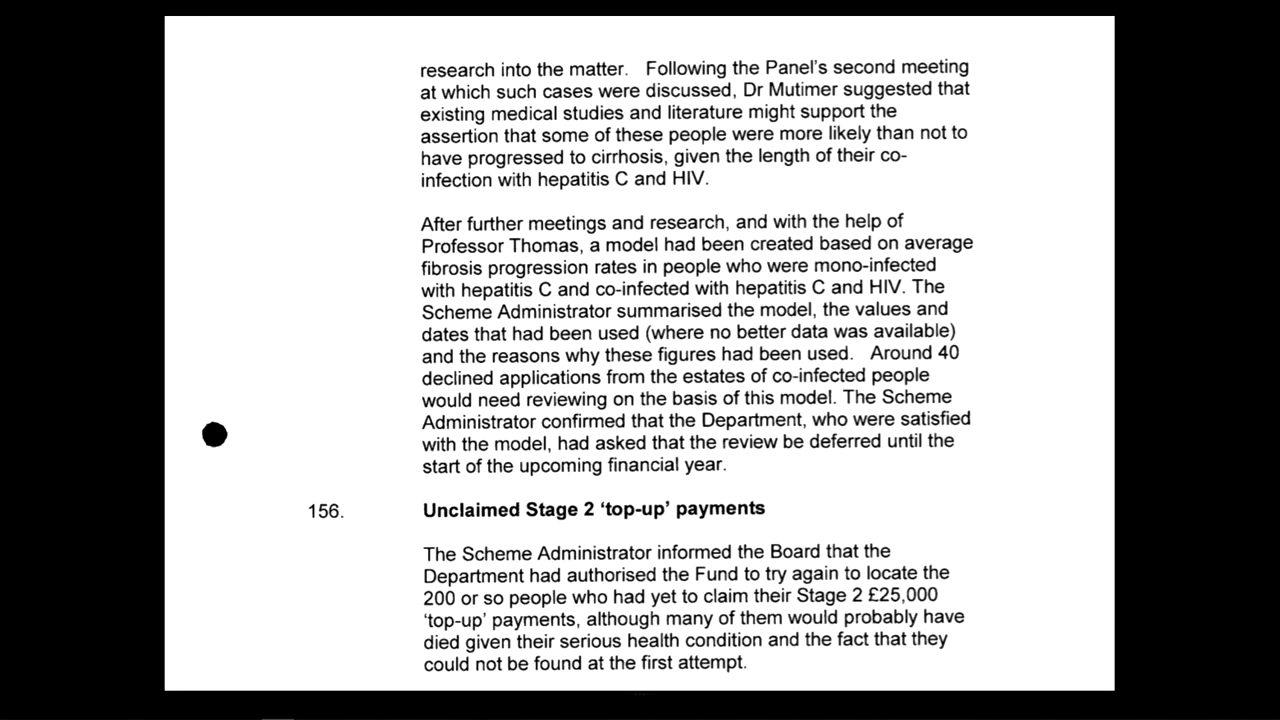 research into the matter. Following the Panel's second meeting
at which such cases were discussed, Dr Mutimer suggested that
existing medical studies and literature might support the
assertion that some of these people were more likely than not to
have progressed to cirrhosis, given the length of their co-
infection with hepatitis C and HIV.
After further meetings and research, and with the help of
Professor Thomas, a model had been created based on average
fibrosis progression rates in people who were mono-infected
with hepatitis C and co-infected with hepatitis C and HIV. The
Scheme Administrator summarised the model, the values and
dates that had been used (where no better data was available)
and the reasons why these figures had been used. Around 40
declined applications from the estates of co-infected people
would need reviewing on the basis of this model. The Scheme
Administrator confirmed that the Department, who were satisfied
with the model, had asked that the review be deferred until the
start of the upcoming financial year.
156. Unclaimed Stage 2 'top-up' payments
The Scheme Administrator informed the Board that the
Department had authorised the Fund to try again to locate the
200 or so people who had yet to claim their Stage 2 £25,000
'top-up' payments, although many of them would probably have
died given their serious health condition and the fact that they
could not be found at the first attempt.